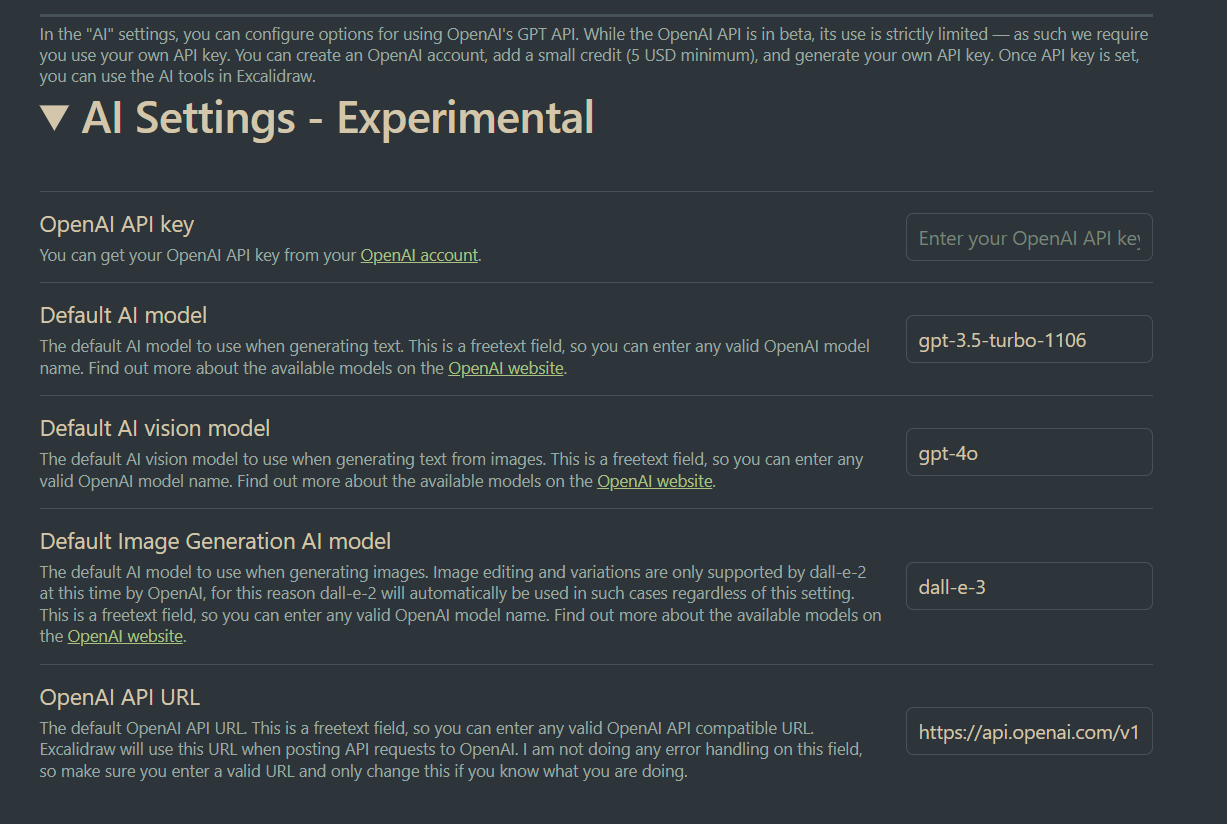 In the "AI" settings, you can configure options for using OpenAI's GPT API. While the OpenAI API is in beta, its use is strictly limited — as such we require
you use your own API key. You can create an OpenAI account, add a small credit (5 USD minimum), and generate your own API key. Once API key is set,
you can use the AI tools in Excalidraw.
▼ AI Settings - Experimental
OpenAI API key
You can get your OpenAI API key from your OpenAI account.
Enter your OpenAI API key
Default AI model
The default AI model to use when generating text. This is a freetext field, so you can enter any valid OpenAI model
name. Find out more about the available models on the OpenAI website.
gpt-3.5-turbo-1106
Default AI vision model
The default AI vision model to use when generating text from images. This is a freetext field, so you can enter any
valid OpenAI model name. Find out more about the available models on the OpenAI website.
gpt-4o
Default Image Generation AI model
The default AI model to use when generating images. Image editing and variations are only supported by dall-e-2
at this time by OpenAI, for this reason dall-e-2 will automatically be used in such cases regardless of this setting.
This is a freetext field, so you can enter any valid OpenAI model name. Find out more about the available models on
the OpenAI website.
dall-e-3
OpenAI API URL
The default OpenAI API URL. This is a freetext field, so you can enter any valid OpenAI API compatible URL.
Excalidraw will use this URL when posting API requests to OpenAI. I am not doing any error handling on this field,
so make sure you enter a valid URL and only change this if you know what you are doing.
https://api.openai.com/v1